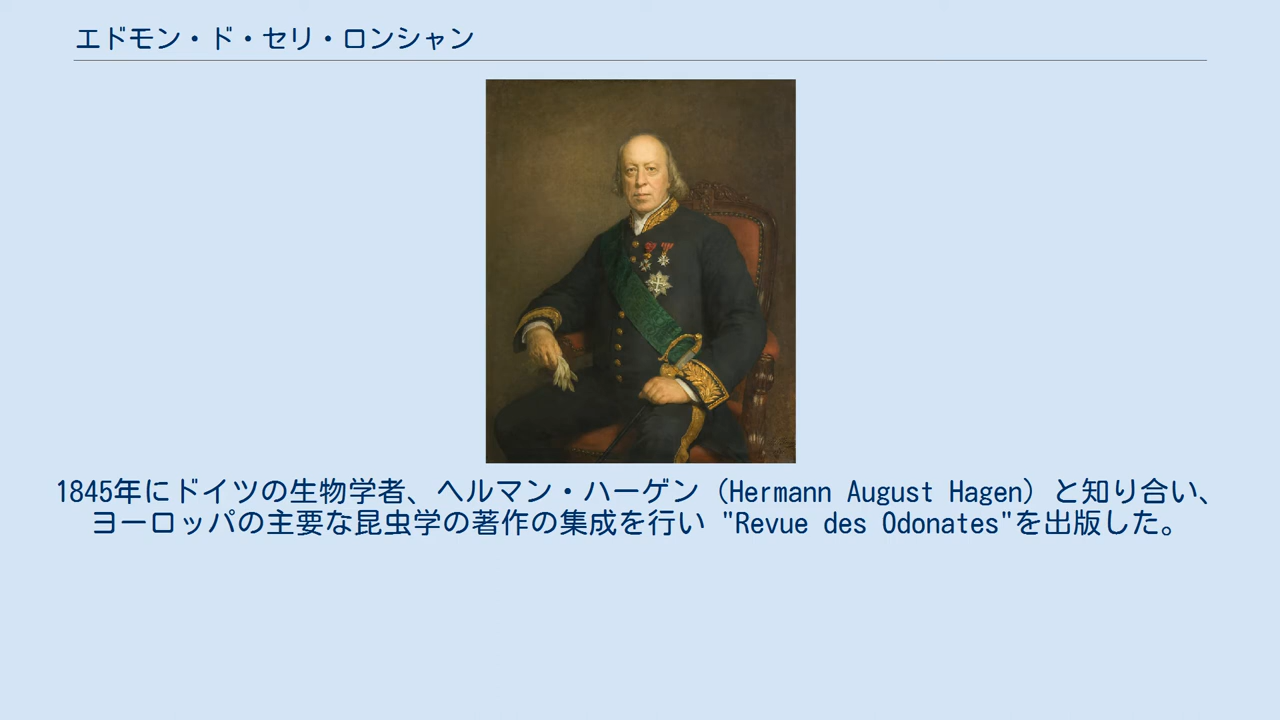 エドモン・ド・セリ・ロンシャン
1845年にドイツの生物学者、ヘルマン・ハーゲン（Hermann August Hagen）と知り合い、
ヨーロッパの主要な昆虫学の著作の集成を行い "Revue des Odonates"を出版した。